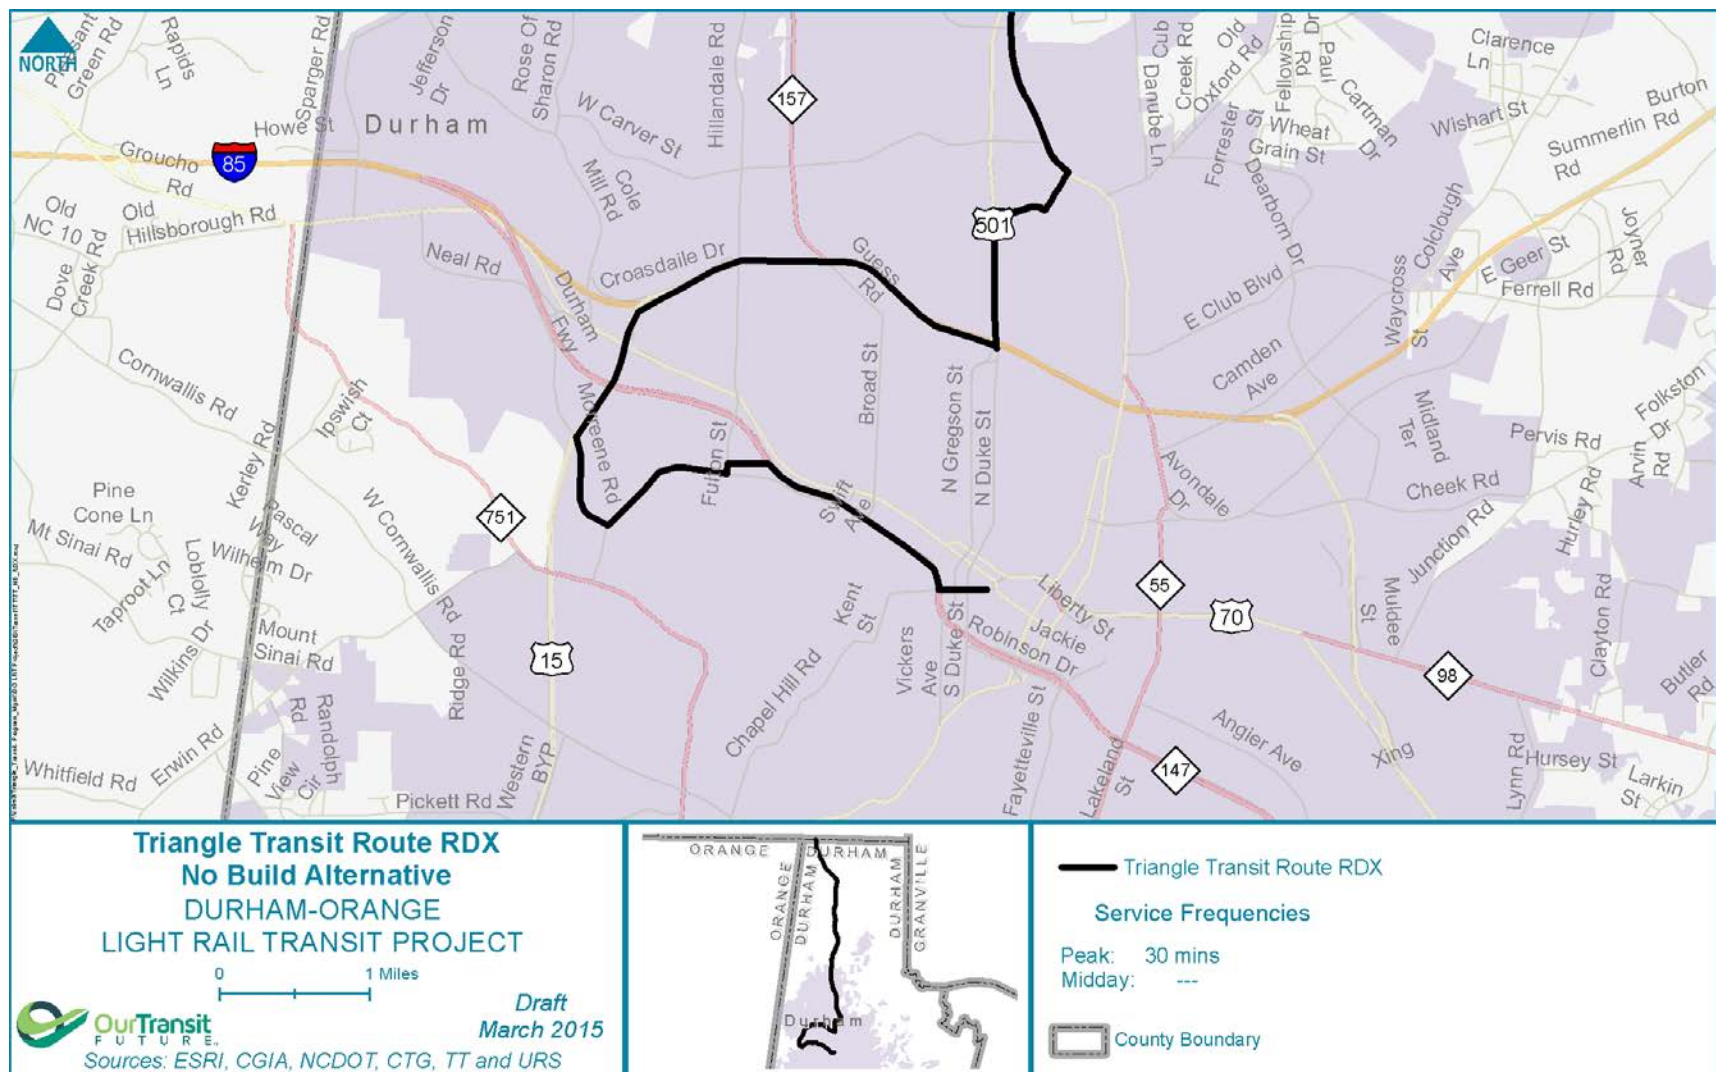 NORTH
Pleasant
Green Rd
Rapids
Ln
Sparger Rd
Howe St
Jefferson
Dr
Durham
Rose Of
Sharon Rd
W Carver St
Hillandale Rd
157
Danube Ln
Cub
Creek Rd
Old
Oxford Rd
Fellowship
Rd
Dr
Paul
Cartman
Dr
Clarence
Ln
Wishart St
Burton
Summerlin Rd
Rd
Forrester
St
Wheat
Grain St
Dearborn Dr
Groucho
Rd
85
Old
NC 10
Old
Hillsborough Rd
Dove
Creek Rd
Neal Rd
Cole
Mill Rd
Croasdaile Dr
Durham
Fwy
Guess
Rd
501
E Club Blvd
Colclough
Ave
Waycross
St
E Geer St
Ferrell Rd
Joyner
Rd
Cornwallis Rd
Ipswish
Ct
Kerley Rd
Morreene Rd
Fulton St
Broad St
N Gregson St
N Duke St
Camden
Ave
Midland
Ter
Pervis Rd
Folkston
Dr
Arvin
Rd
Pine
Cone Ln
Mt Sinai Rd
Pascal
Way
Wilhelm Dr
W Cornwallis Rd
751
Swift
Ave
Avondale
Dr
Cheek Rd
Junction Rd
Hurley Rd
Taproot Ln
Loblolly
Ct
Wilkins Dr
Mount
Sinai Rd
Ridge Rd
15
Kent
St
Vickers
Ave
S Duke St
Liberty St
Jackie
Robinson Dr
55
70
Muldee
St
Clayton Rd
98
Butler
Rd
Whitfield Rd
Erwin Rd
Pine
View
Cir
Randolph
Rd
Pickett Rd
Western
BYP
Chapel Hill Rd
Fayetteville St
Lakeland
St
147
Angier Ave
Xing
Lynn Rd
Hursey St
Larkin
St
Triangle Transit Route RDX
No Build Alternative
DURHAM-ORANGE
LIGHT RAIL TRANSIT PROJECT
0 1 Miles
OurTransit
FUTURE
Draft
March 2015
Sources: ESRI, CGIA, NCDOT, CTG, TT and URS
ORANGE
DURHAM
ORANGE
DURHAM
DURHAM
GRANVILLE
Durham
Triangle Transit Route RDX
Service Frequencies
Peak: 30 mins
Midday: ---
County Boundary